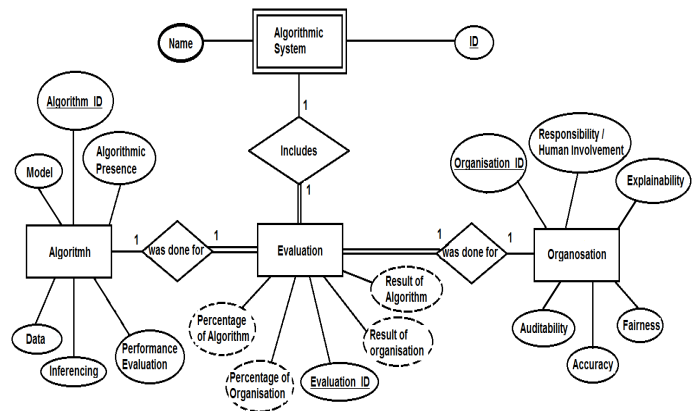 Name
Algorithmic
System
ID
1
Algorithm ID
Algorithmic
Presence
Model
Includes
Responsibility /
Human Involvement
Organisation ID
Explainability
1
Algoritmh
1
was done for
1
Evaluation
1
was done for
1
Organosation
Data
Inferencing
Performance
Evaluation
Percentage
of Algorithm
Percentage of
Organisation
Evaluation ID
Result of
organisation
Result of
Algorithm
Auditability
Accuracy
Fairness